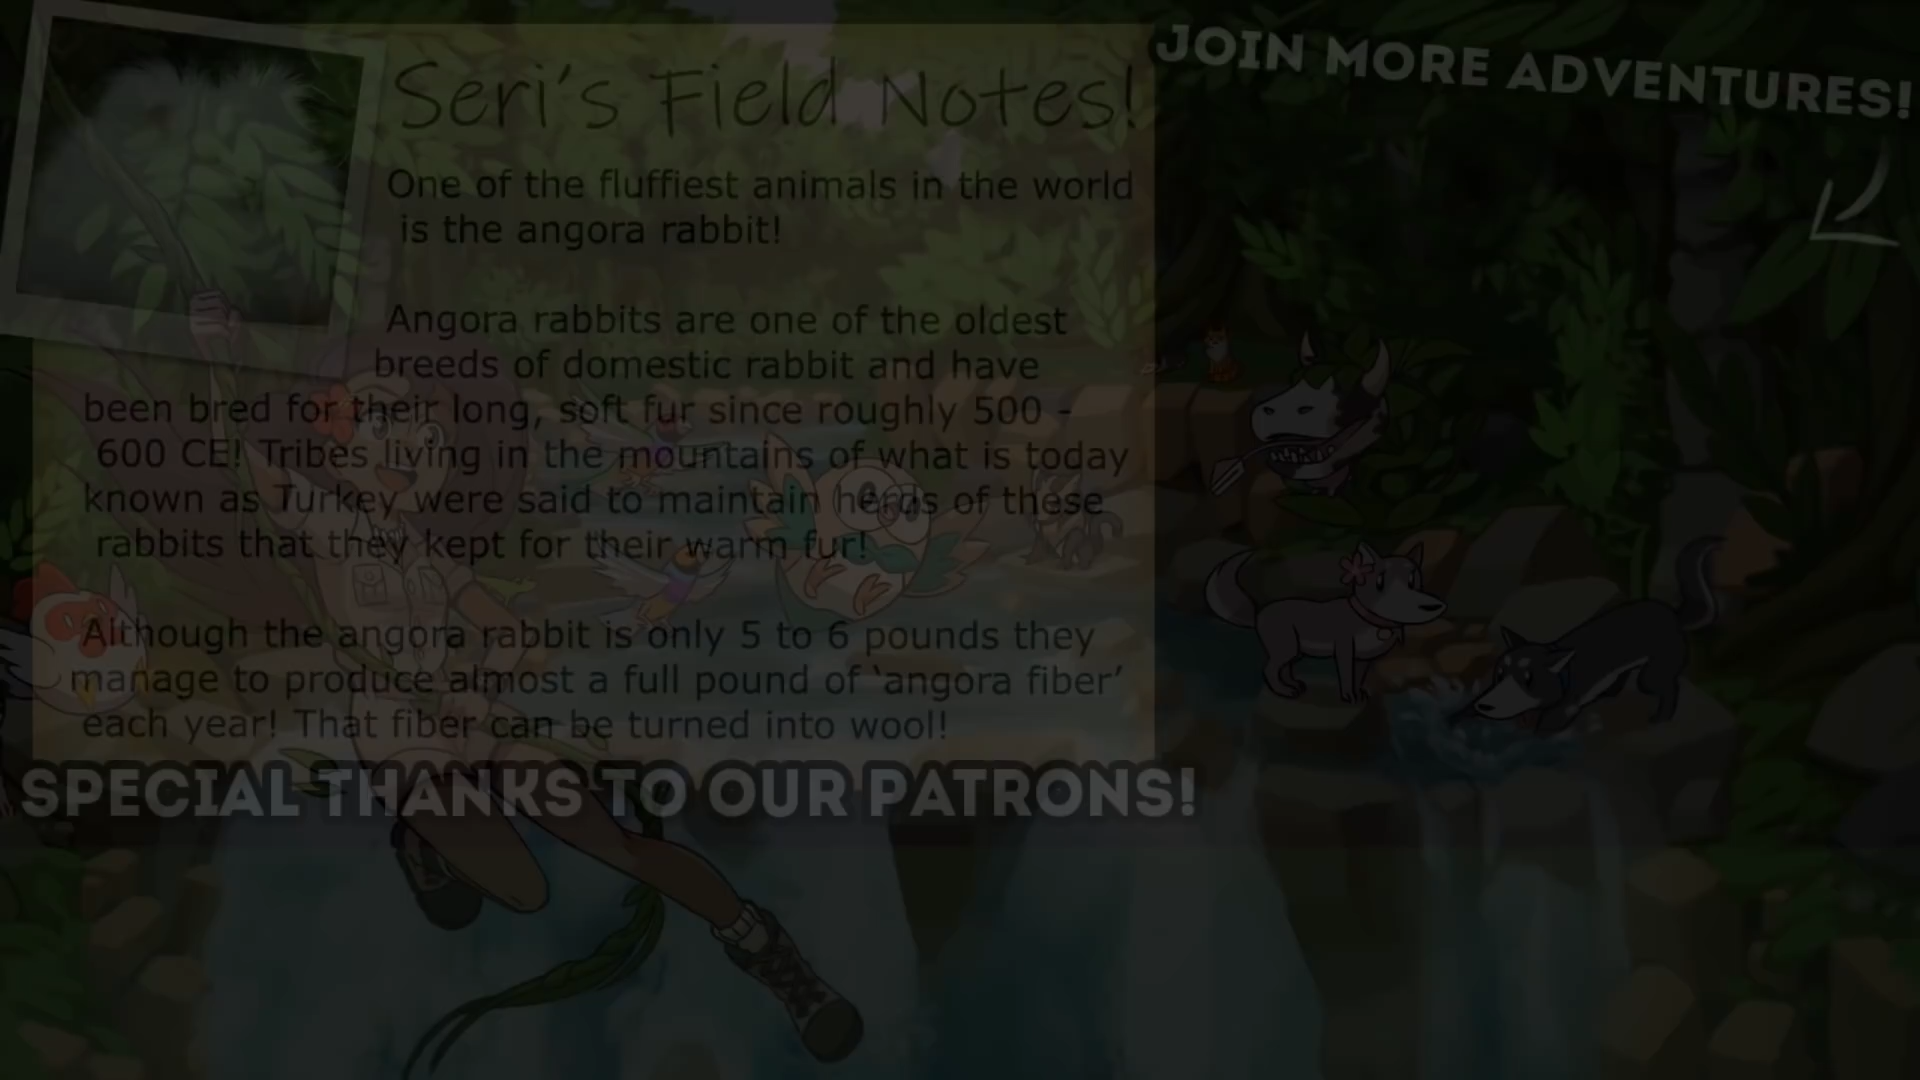 JOIN MORE ADVENTURES!
Seri's Field Notes!
One of the fluffiest animals in the world
is the angora rabbit!
Angora rabbits are one of the oldest
breeds of domestic rabbit and have
been bred for their long, soft fur since roughly 500 -
600 CE! Tribes living in the mountains of what is today
known as Turkey were said to maintain herds of these
rabbits that they kept for their warm fur!
Although the angora rabbit is only 5 to 6 pounds they
manage to produce almost a full pound of ‘angora fiber’
each year! That fiber can be turned into wool!
SPECIAL THANKS TO OUR PATRONS!